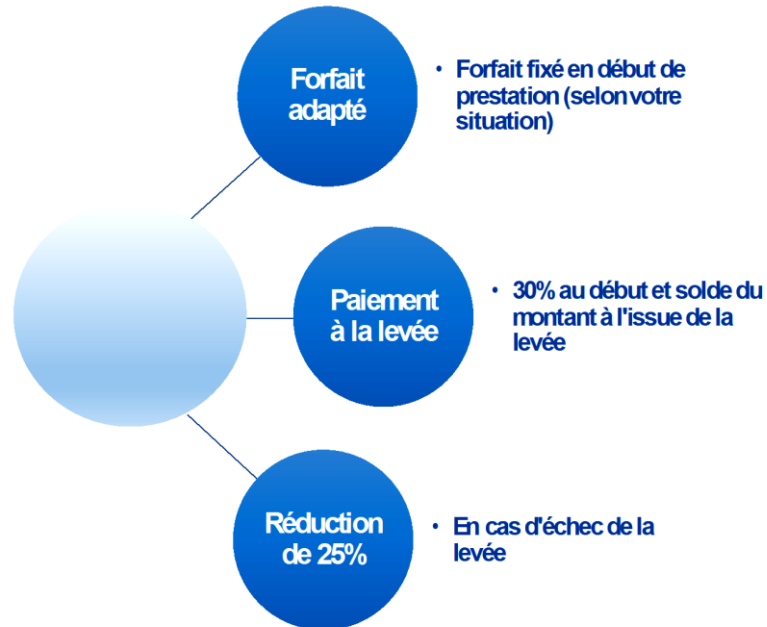 Forfait
adapté
• Forfait fixé en début de
prestation (selon votre
situation)
Paiement
à la levée
• 30% au début et solde du
montant à l'issue de la
levée
Réduction
de 25%
• En cas d'échec de la
levée